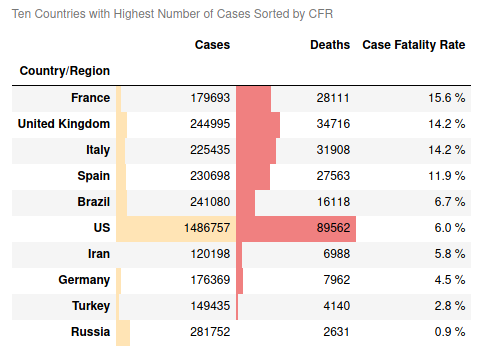 Ten Countries with Highest Number of Cases Sorted by CFR
Cases Deaths Case Fatality Rate
Country/Region
France 179693 28111 15.6 %
United Kingdom 244995 34716 14.2 %
Italy 225435 31908 14.2 %
Spain 230698 27563 11.9 %
Brazil 241080 16118 6.7 %
US 1486757 89562 6.0 %
Iran 120198 6988 5.8 %
Germany 176369 7962 4.5 %
Turkey 149435 4140 2.8 %
Russia 281752 2631 0.9 %